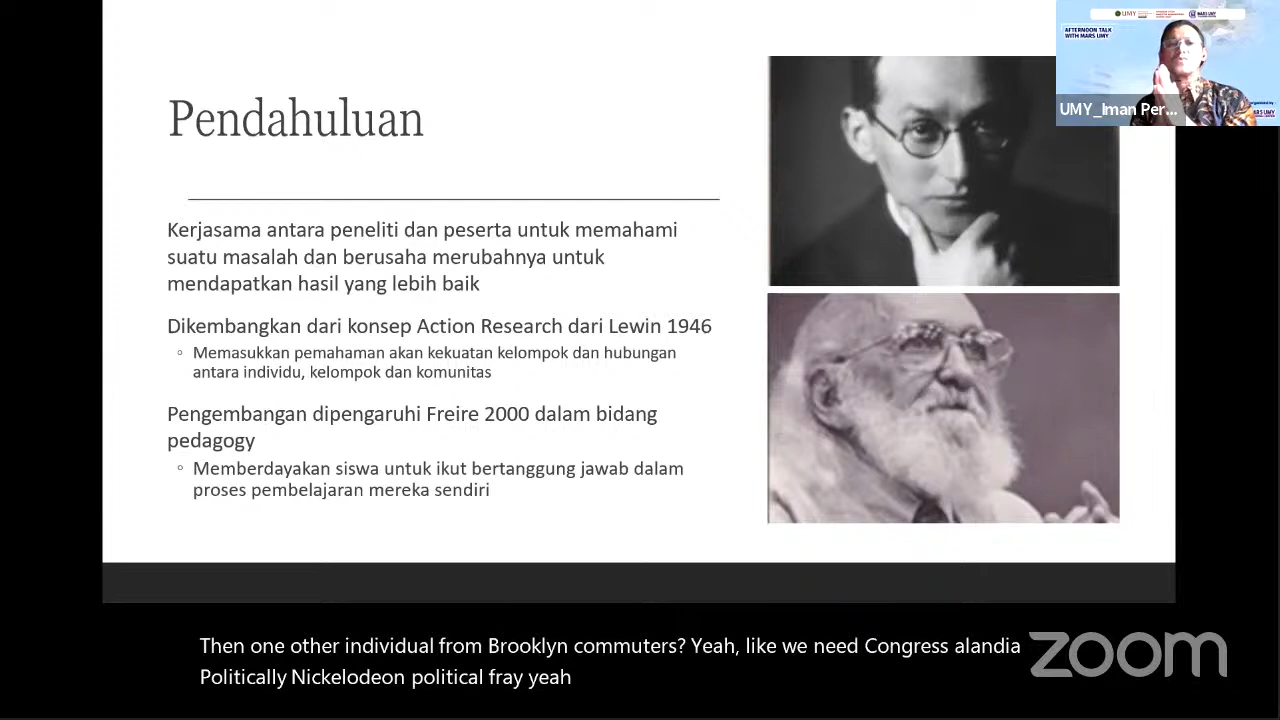 UMY
MARS UMY
AFTERNOON TALK
WITH MARS UMY
UMY_Iman Per...
Pendahuluan
Kerjasama antara peneliti dan peserta untuk memahami
suatu masalah dan berusaha merubahnya untuk
mendapatkan hasil yang lebih baik
Dikembangkan dari konsep Action Research dari Lewin 1946
◦ Memasukkan pemahaman akan kekuatan kelompok dan hubungan
antara individu, kelompok dan komunitas
Pengembangan dipengaruhi Freire 2000 dalam bidang
pedagogy
◦ Memberdayakan siswa untuk ikut bertanggung jawab dalam
proses pembelajaran mereka sendiri
Then one other individual from Brooklyn commuters? Yeah, like we need Congress alandia
Politically Nickelodeon political fray yeah
zoom